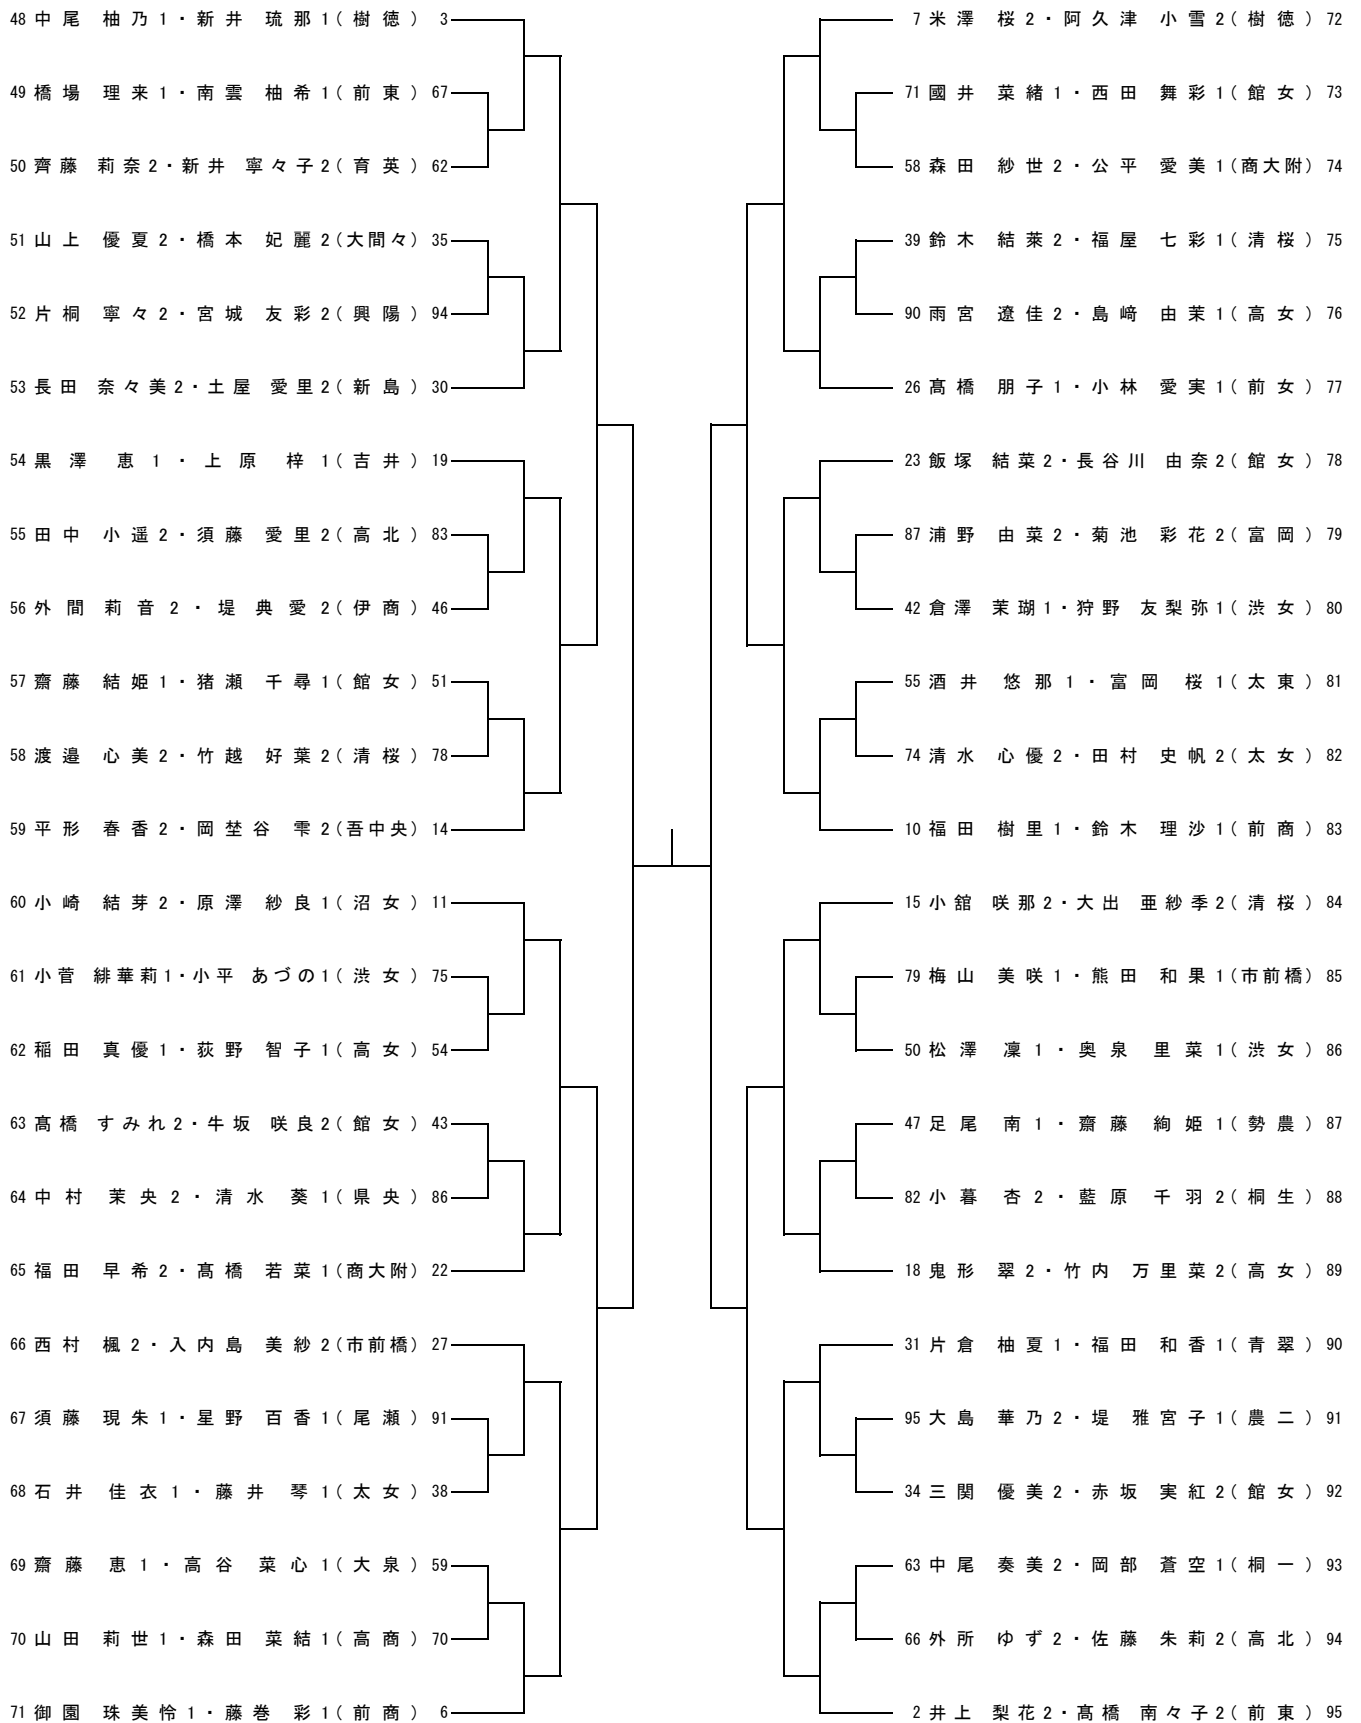 48 中尾 柚乃1・新井 琉那1(樹徳) 3
49 橋場 理来1・南雲 柚希1(前東) 67
50 齊藤 莉奈2・新井 寧々子2(育英) 62
51 山上 優夏2・橋本 妃麗2(大間々) 35
52 片桐 寧々2・宮城 友彩2(興陽) 94
53 長田 奈々美2・土屋 愛里2(新島) 30
54 黒澤 恵1・上原 梓1(吉井) 19
55 田中 小遥2・須藤 愛里2(高北) 83
56 外間 莉音2・堤 典愛2(伊商) 46
57 齋藤 結姫1・猪瀬 千尋1(館女) 51
58 渡邉 心美2・竹越 好葉2(清桜) 78
59 平形 春香2・岡埜谷 雫2(吾中央) 14
60 小崎 結芽2・原澤 紗良1(沼女) 11
61 小菅 緋華莉1・小平 あづの1(渋女) 75
62 稲田 真優1・荻野 智子1(高女) 54
63 髙橋 すみれ2・牛坂 咲良2(館女) 43
64 中村 茉央2・清水 葵1(県央) 86
65 福田 早希2・髙橋 若菜1(商大附) 22
66 西村 楓2・入内島 美紗2(市前橋) 27
67 須藤 現朱1・星野 百香1(尾瀬) 91
68 石井 佳衣1・藤井 琴1(太女) 38
69 齋藤 恵1・高谷 菜心1(大泉) 59
70 山田 莉世1・森田 菜結1(高商) 70
71 御園 珠美怜1・藤巻 彩1(前商) 6
7 米澤 桜2・阿久津 小雪2(樹徳) 72
71 國井 菜緒1・西田 舞彩1(館女) 73
58 森田 紗世2・公平 愛美1(商大附) 74
39 鈴木 結萊2・福屋 七彩1(清桜) 75
90 雨宮 遼佳2・島﨑 由茉1(高女) 76
26 髙橋 朋子1・小林 愛実1(前女) 77
23 飯塚 結菜2・長谷川 由奈2(館女) 78
87 浦野 由菜2・菊池 彩花2(富岡) 79
42 倉澤 茉瑚1・狩野 友梨弥1(渋女) 80
55 酒井 悠那1・富岡 桜1(太東) 81
74 清水 心優2・田村 史帆2(太女) 82
10 福田 樹里1・鈴木 理沙1(前商) 83
15 小舘 咲那2・大出 亜紗季2(清桜) 84
79 梅山 美咲1・熊田 和果1(市前橋) 85
50 松澤 凜1・奥泉 里菜1(渋女) 86
47 足尾 南1・齋藤 絢姫1(勢農) 87
82 小暮 杏2・藍原 千羽2(桐生) 88
18 鬼形 翠2・竹内 万里菜2(高女) 89
31 片倉 柚夏1・福田 和香1(青翠) 90
95 大島 華乃2・堤 雅宮子1(農二) 91
34 三関 優美2・赤坂 実紅2(館女) 92
63 中尾 奏美2・岡部 蒼空1(桐一) 93
66 外所 ゆず2・佐藤 朱莉2(高北) 94
2 井上 梨花2・髙橋 南々子2(前東) 95